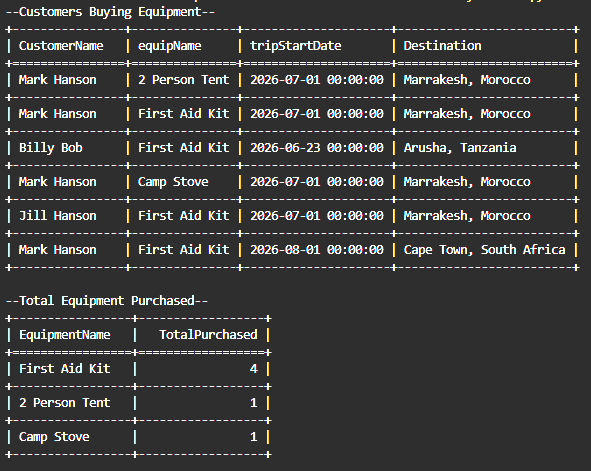 --Customers Buying Equipment--
+----------------+---------------+---------------------+-------------------------+
| CustomerName   | equipName     | tripStartDate       | Destination             |
+================+===============+=====================+=========================+
| Mark Hanson    | 2 Person Tent | 2026-07-01 00:00:00 | Marrakesh, Morocco      |
+----------------+---------------+---------------------+-------------------------+
| Mark Hanson    | First Aid Kit | 2026-07-01 00:00:00 | Marrakesh, Morocco      |
+----------------+---------------+---------------------+-------------------------+
| Billy Bob      | First Aid Kit | 2026-06-23 00:00:00 | Arusha, Tanzania        |
+----------------+---------------+---------------------+-------------------------+
| Mark Hanson    | Camp Stove    | 2026-07-01 00:00:00 | Marrakesh, Morocco      |
+----------------+---------------+---------------------+-------------------------+
| Jill Hanson    | First Aid Kit | 2026-07-01 00:00:00 | Marrakesh, Morocco      |
+----------------+---------------+---------------------+-------------------------+
| Mark Hanson    | First Aid Kit | 2026-08-01 00:00:00 | Cape Town, South Africa |
+----------------+---------------+---------------------+-------------------------+
--Total Equipment Purchased--
+-----------------+------------------+
| EquipmentName   |   TotalPurchased |
+=================+==================+
| First Aid Kit   |                4 |
+-----------------+------------------+
| 2 Person Tent   |                1 |
+-----------------+------------------+
| Camp Stove      |                1 |
+-----------------+------------------+